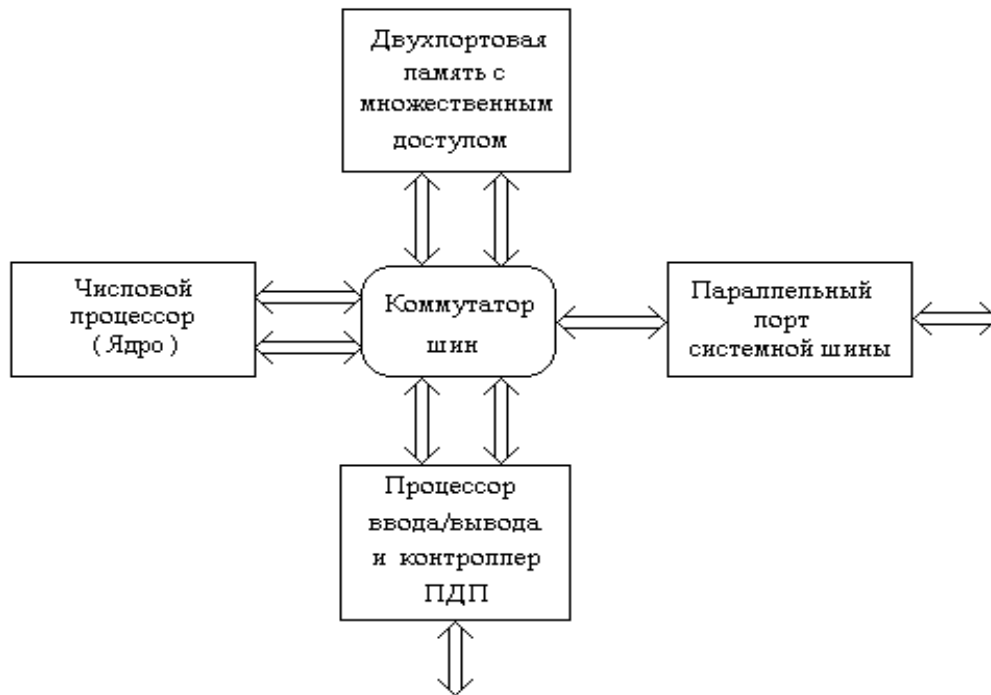 Двухпортовая
память с
множественным
доступом
Числовой
процессор
( Ядро )
Коммутатор
шин
Параллельный
порт
системной шины
Процессор
ввода/вывода
и контроллер
ПДП